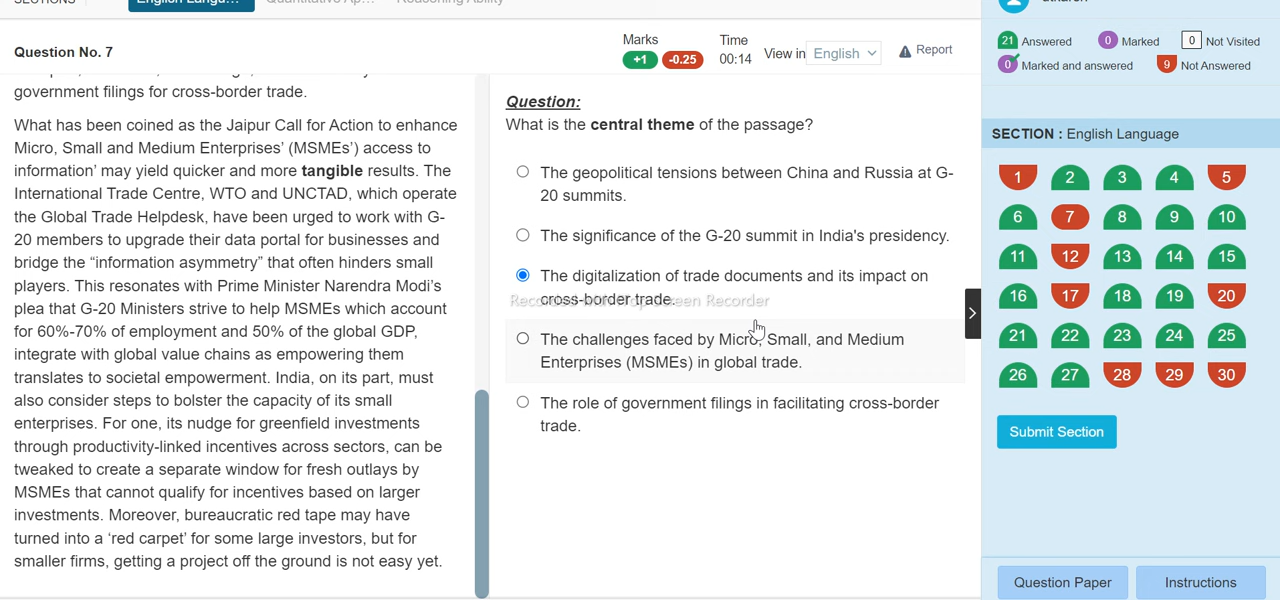 SECTIONS
English Langu...
Quantitative Ap...
Reasoning Ability
Question No. 7
Marks
+1
-0.25
Time
00:14
View in
English
Report
government filings for cross-border trade.
What has been coined as the Jaipur Call for Action to enhance
Micro, Small and Medium Enterprises' (MSMEs') access to
information' may yield quicker and more tangible results. The
International Trade Centre, WTO and UNCTAD, which operate
the Global Trade Helpdesk, have been urged to work with G-
20 members to upgrade their data portal for businesses and
bridge the “information asymmetry” that often hinders small
players. This resonates with Prime Minister Narendra Modi's
plea that G-20 Ministers strive to help MSMEs which account
for 60%-70% of employment and 50% of the global GDP,
integrate with global value chains as empowering them
translates to societal empowerment. India, on its part, must
also consider steps to bolster the capacity of its small
enterprises. For one, its nudge for greenfield investments
through productivity-linked incentives across sectors, can be
tweaked to create a separate window for fresh outlays by
MSMEs that cannot qualify for incentives based on larger
investments. Moreover, bureaucratic red tape may have
turned into a 'red carpet' for some large investors, but for
smaller firms, getting a project off the ground is not easy yet.
Question:
What is the central theme of the passage?
The geopolitical tensions between China and Russia at G-
20 summits.
The significance of the G-20 summit in India's presidency.
The digitalization of trade documents and its impact on
cross-border trade.
The challenges faced by Micro, Small, and Medium
Enterprises (MSMEs) in global trade.
The role of government filings in facilitating cross-border
trade.
Screen Recorder
21 Answered
0 Marked
0 Not Visited
0 Marked and answered
9 Not Answered
SECTION : English Language
1 2 3 4 5
6 7 8 9 10
11 12 13 14 15
16 17 18 19 20
21 22 23 24 25
26 27 28 29 30
Submit Section
Question Paper
Instructions